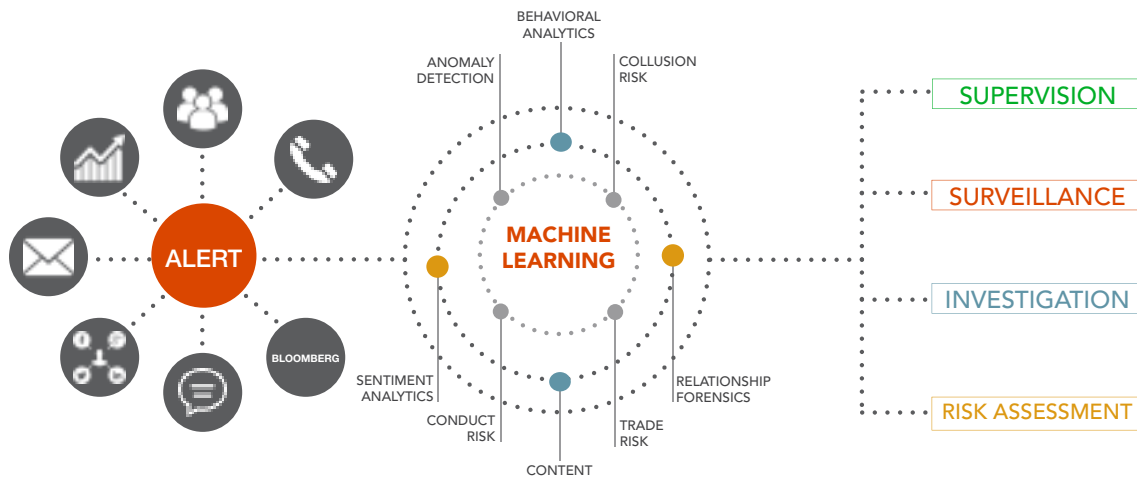 ALERT
BLOOMBERG
BEHAVIORAL
ANALYTICS
ANOMALY
DETECTION
COLLUSION
RISK
MACHINE
LEARNING
SENTIMENT
ANALYTICS
CONDUCT
RISK
CONTENT
TRADE
RISK
RELATIONSHIP
FORENSICS
SUPERVISION
SURVEILLANCE
INVESTIGATION
RISK ASSESSMENT